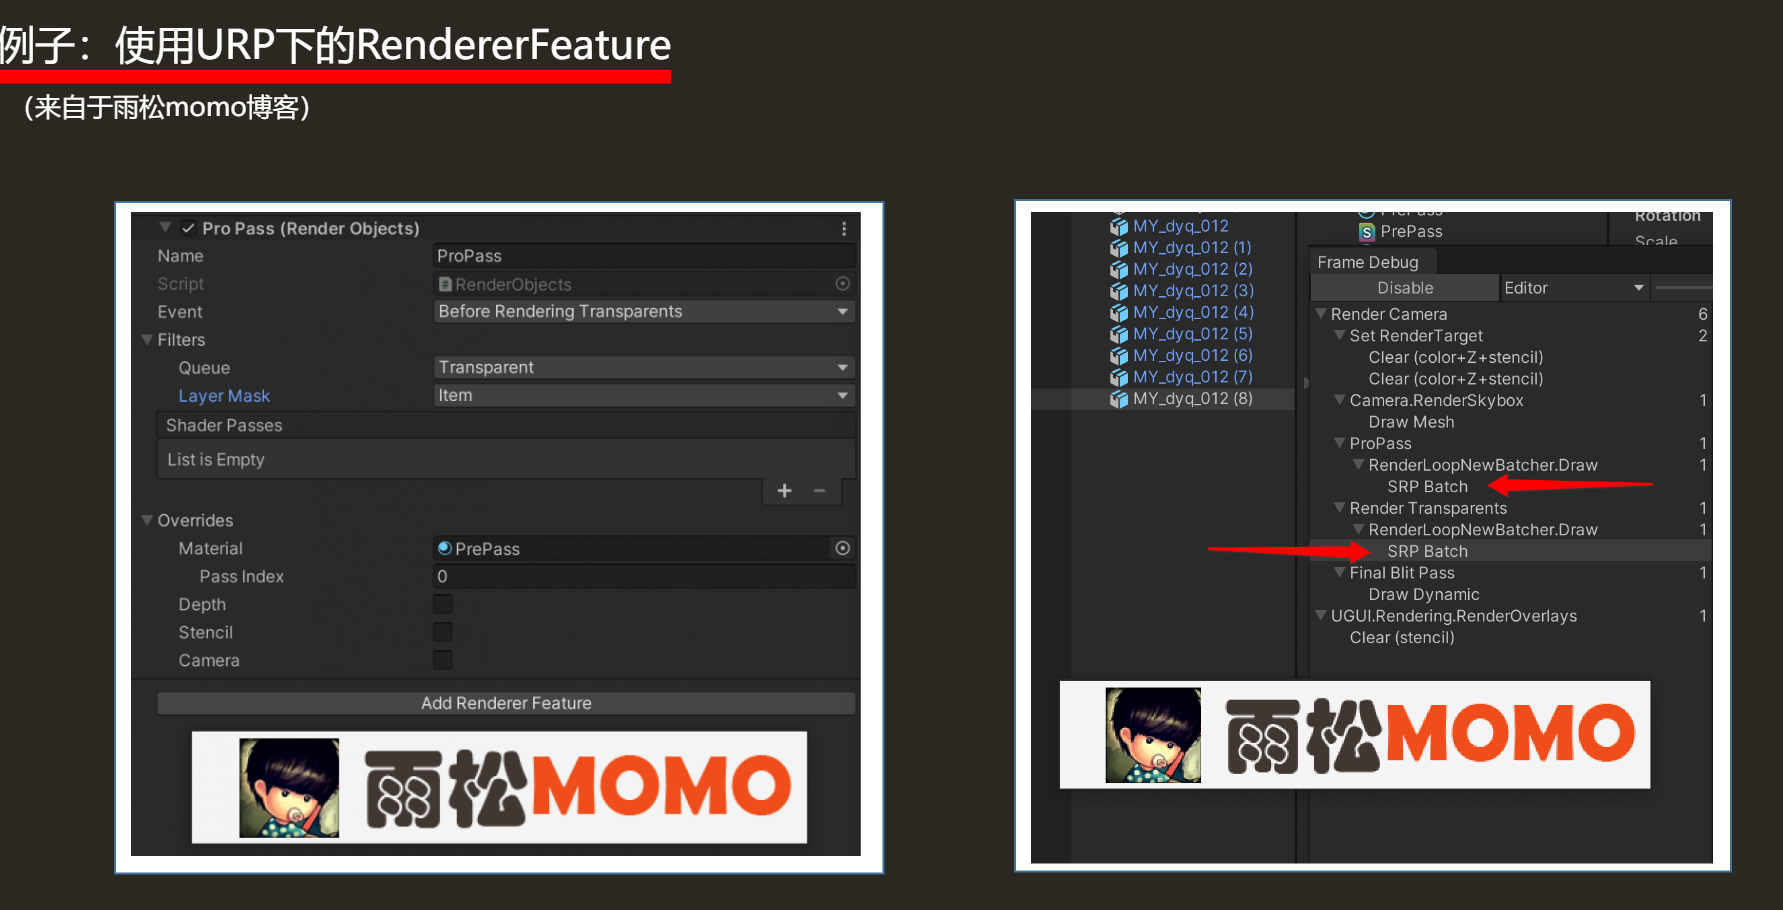 例子：使用URP下的RendererFeature
（来自于雨松momo博客）
Pro Pass (Render Objects)
Name ProPass
Script RenderObjects
Event Before Rendering Transparents
Filters
Queue Transparent
Layer Mask Item
Shader Passes
List is Empty
+ −
Overrides
Material PrePass
Pass Index 0
Depth
Stencil
Camera
Add Renderer Feature
雨松MOMO
MY_dyq_012
MY_dyq_012 (1)
MY_dyq_012 (2)
MY_dyq_012 (3)
MY_dyq_012 (4)
MY_dyq_012 (5)
MY_dyq_012 (6)
MY_dyq_012 (7)
MY_dyq_012 (8)
PrePass
PrePass
Rotation
Scale
Frame Debug
Disable Editor
Render Camera 6
Set RenderTarget 2
Clear (color+Z+stencil)
Clear (color+Z+stencil)
Camera.RenderSkybox 1
Draw Mesh
ProPass 1
RenderLoopNewBatcher.Draw 1
SRP Batch
Render Transparents 1
RenderLoopNewBatcher.Draw 1
SRP Batch
Final Blit Pass 1
Draw Dynamic
UGUI.Rendering.RenderOverlays 1
Clear (stencil)
雨松MOMO